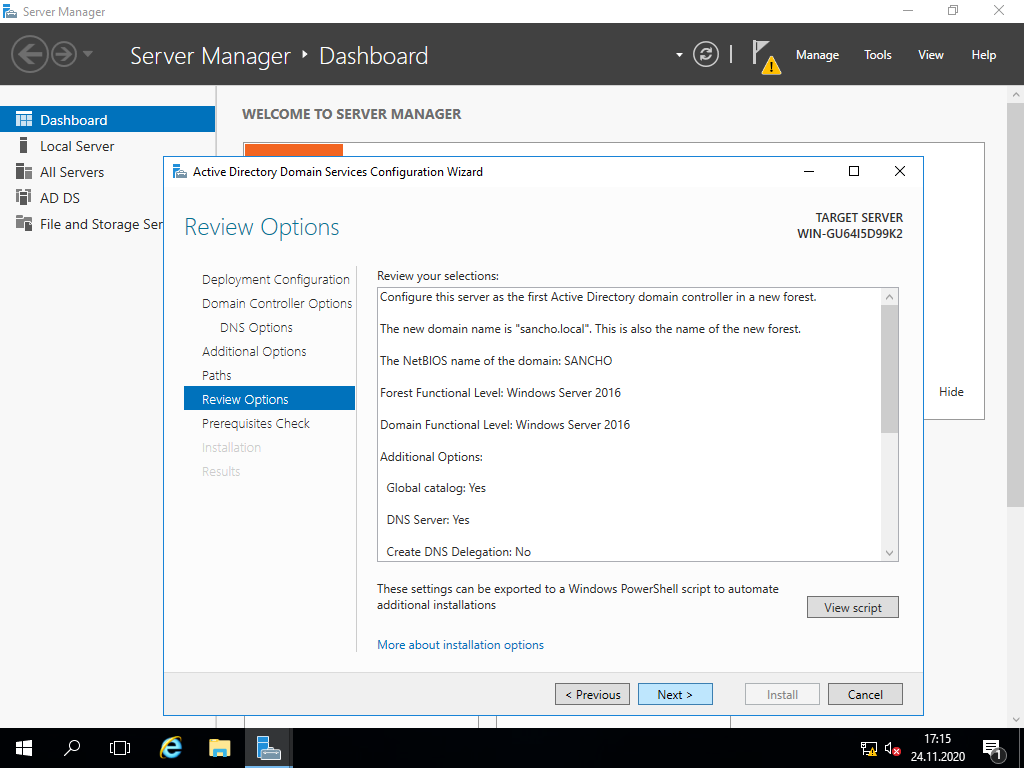 Server Manager
Server Manager ‣ Dashboard
Manage Tools View Help
Dashboard
Local Server
All Servers
AD DS
File and Storage Ser
WELCOME TO SERVER MANAGER
Hide
Active Directory Domain Services Configuration Wizard
Review Options
TARGET SERVER
WIN-GU64I5D99K2
Deployment Configuration
Domain Controller Options
DNS Options
Additional Options
Paths
Review Options
Prerequisites Check
Installation
Results
Review your selections:
Configure this server as the first Active Directory domain controller in a new forest.
The new domain name is "sancho.local". This is also the name of the new forest.
The NetBIOS name of the domain: SANCHO
Forest Functional Level: Windows Server 2016
Domain Functional Level: Windows Server 2016
Additional Options:
Global catalog: Yes
DNS Server: Yes
Create DNS Delegation: No
These settings can be exported to a Windows PowerShell script to automate
additional installations
View script
More about installation options
< Previous Next > Install Cancel
17:15
24.11.2020
1